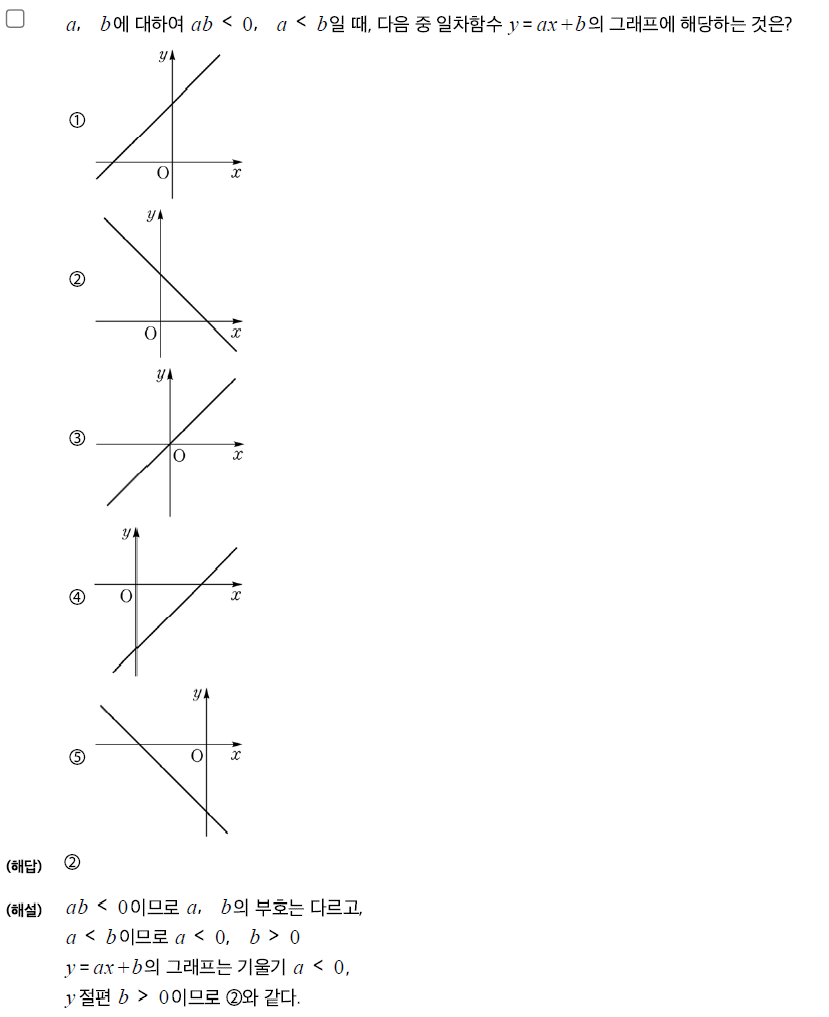 a, b에 대하여 ab < 0, a < b일 때, 다음 중 일차함수 y=ax+b의 그래프에 해당하는 것은?
① y O x
② y O x
③ y O x
④ y O x
⑤ y O x
(해답) ②
(해설) ab < 0이므로 a, b의 부호는 다르고,
a < b이므로 a < 0, b > 0
y=ax+b의 그래프는 기울기 a < 0,
y절편 b > 0이므로 ②와 같다.